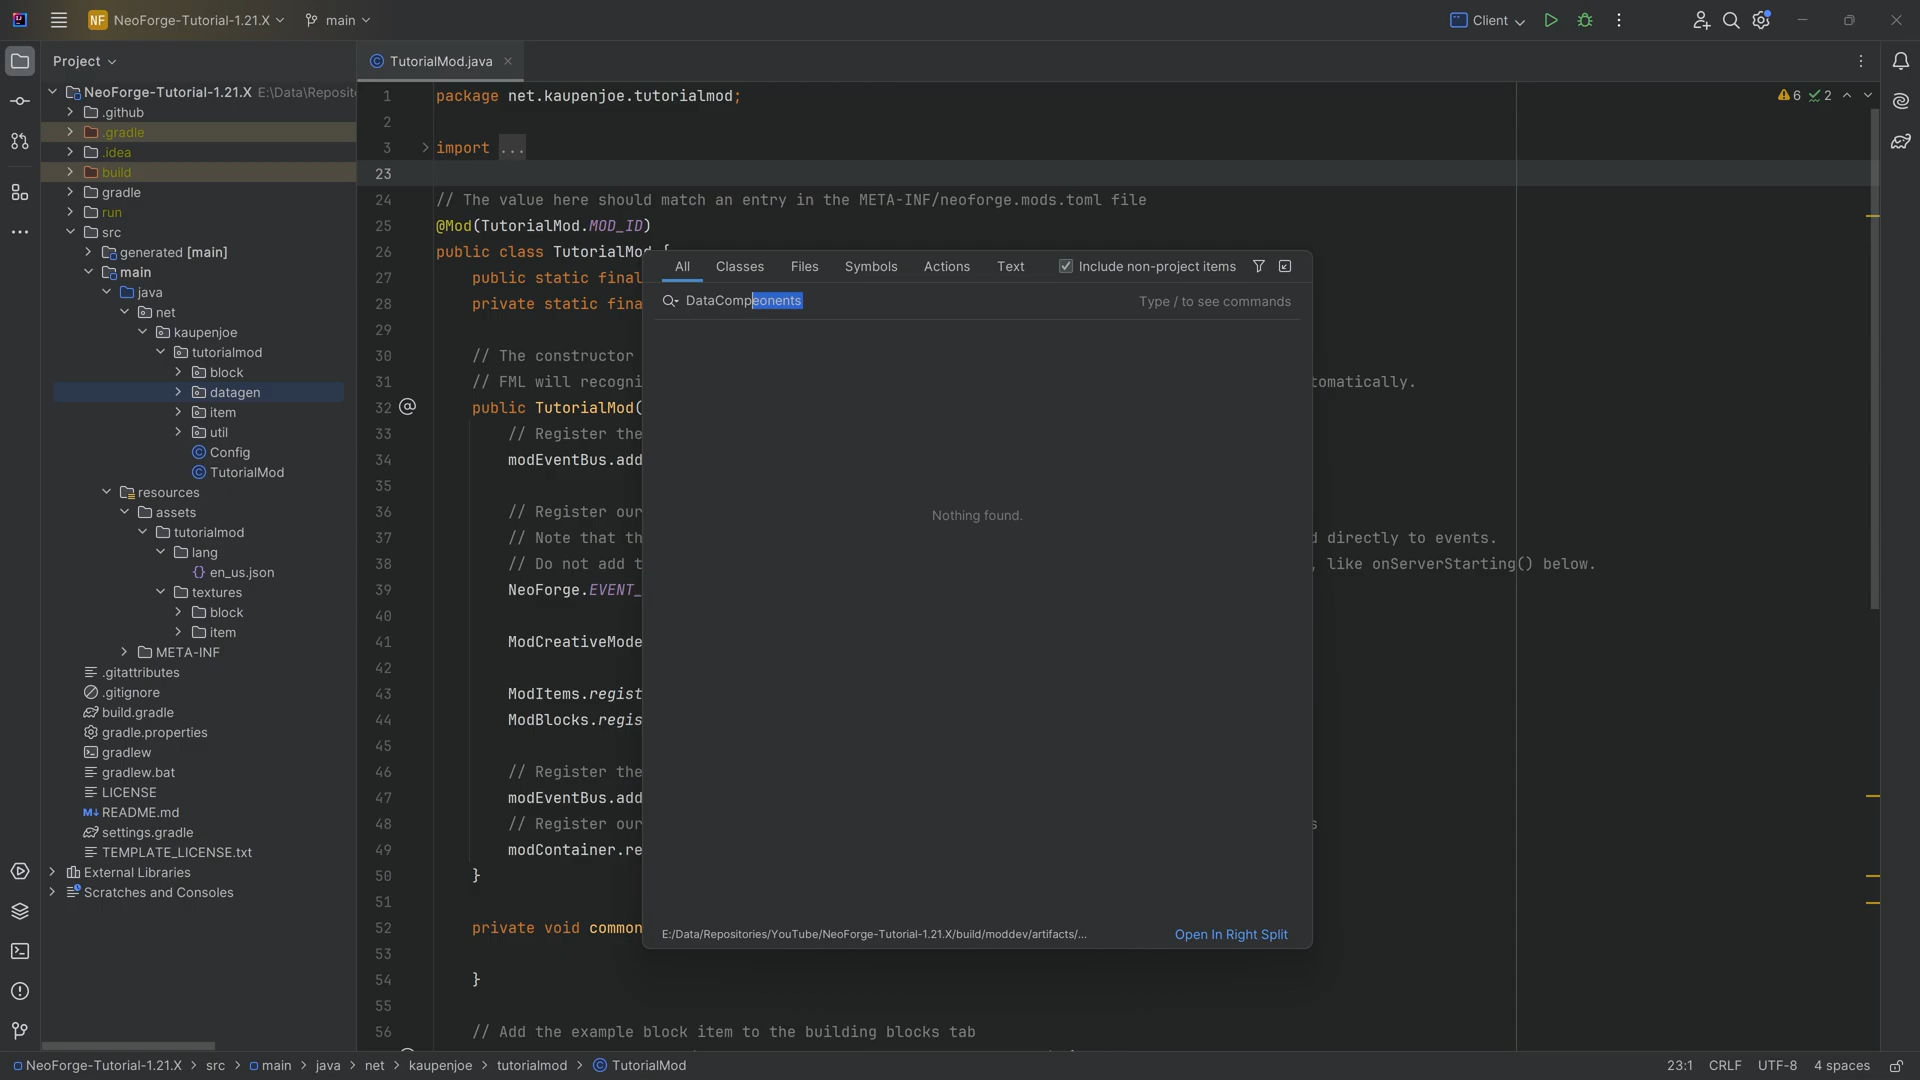 NF NeoForge-Tutorial-1.21.X main Client
Project
TutorialMod.java
NeoForge-Tutorial-1.21.X E:\Data\Reposit
.github
.gradle
.idea
build
gradle
run
src
generated [main]
main
java
net
kaupenjoe
tutorialmod
block
datagen
item
util
Config
TutorialMod
resources
assets
tutorialmod
lang
en_us.json
textures
block
item
META-INF
.gitattributes
.gitignore
build.gradle
gradle.properties
gradlew
gradlew.bat
LICENSE
README.md
settings.gradle
TEMPLATE_LICENSE.txt
External Libraries
Scratches and Consoles
6 2
1 package net.kaupenjoe.tutorialmod;
2
3 import ...
23
24 // The value here should match an entry in the META-INF/neoforge.mods.toml file
25 @Mod(TutorialMod.MOD_ID)
26 public class TutorialMod {
27 public static final
28 private static fina
29
30 // The constructor
31 // FML will recogni tomatically.
32 public TutorialMod(
33 // Register the
34 modEventBus.add
35
36 // Register our
37 // Note that th d directly to events.
38 // Do not add t , like onServerStarting() below.
39 NeoForge.EVENT_
40
41 ModCreativeMode
42
43 ModItems.regist
44 ModBlocks.regis
45
46 // Register the
47 modEventBus.add
48 // Register our s
49 modContainer.re
50 }
51
52 private void common
53
54 }
55
56 // Add the example block item to the building blocks tab
All Classes Files Symbols Actions Text Include non-project items
DataCompeonents Type / to see commands
Nothing found.
E:/Data/Repositories/YouTube/NeoForge-Tutorial-1.21.X/build/moddev/artifacts/... Open In Right Split
NeoForge-Tutorial-1.21.X > src > main > java > net > kaupenjoe > tutorialmod > TutorialMod 23:1 CRLF UTF-8 4 spaces